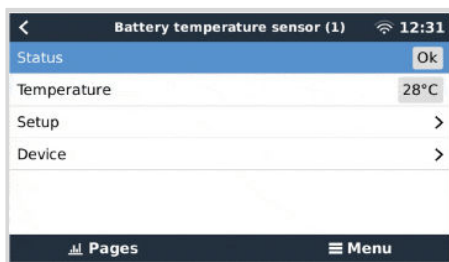 Battery temperature sensor (1) 12:31
Status Ok
Temperature 28°C
Setup
Device
Pages Menu